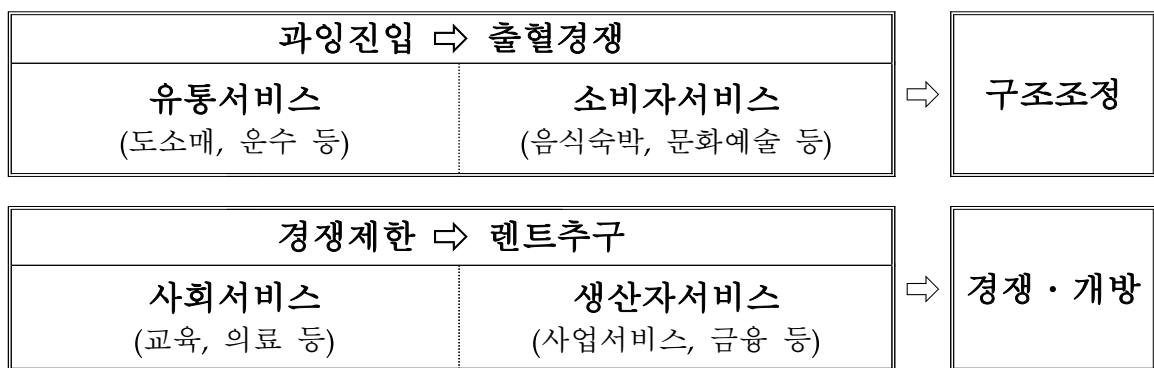 과잉진입 ⇨ 출혈경쟁
유통서비스
(도소매, 운수 등)
소비자서비스
(음식숙박, 문화예술 등)
⇨
구조조정
경쟁제한 ⇨ 렌트추구
사회서비스
(교육, 의료 등)
생산자서비스
(사업서비스, 금융 등)
⇨
경쟁·개방